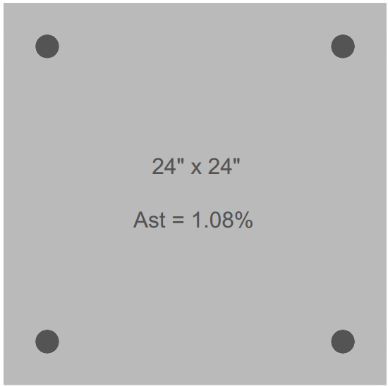 24" x 24"
Ast = 1.08%